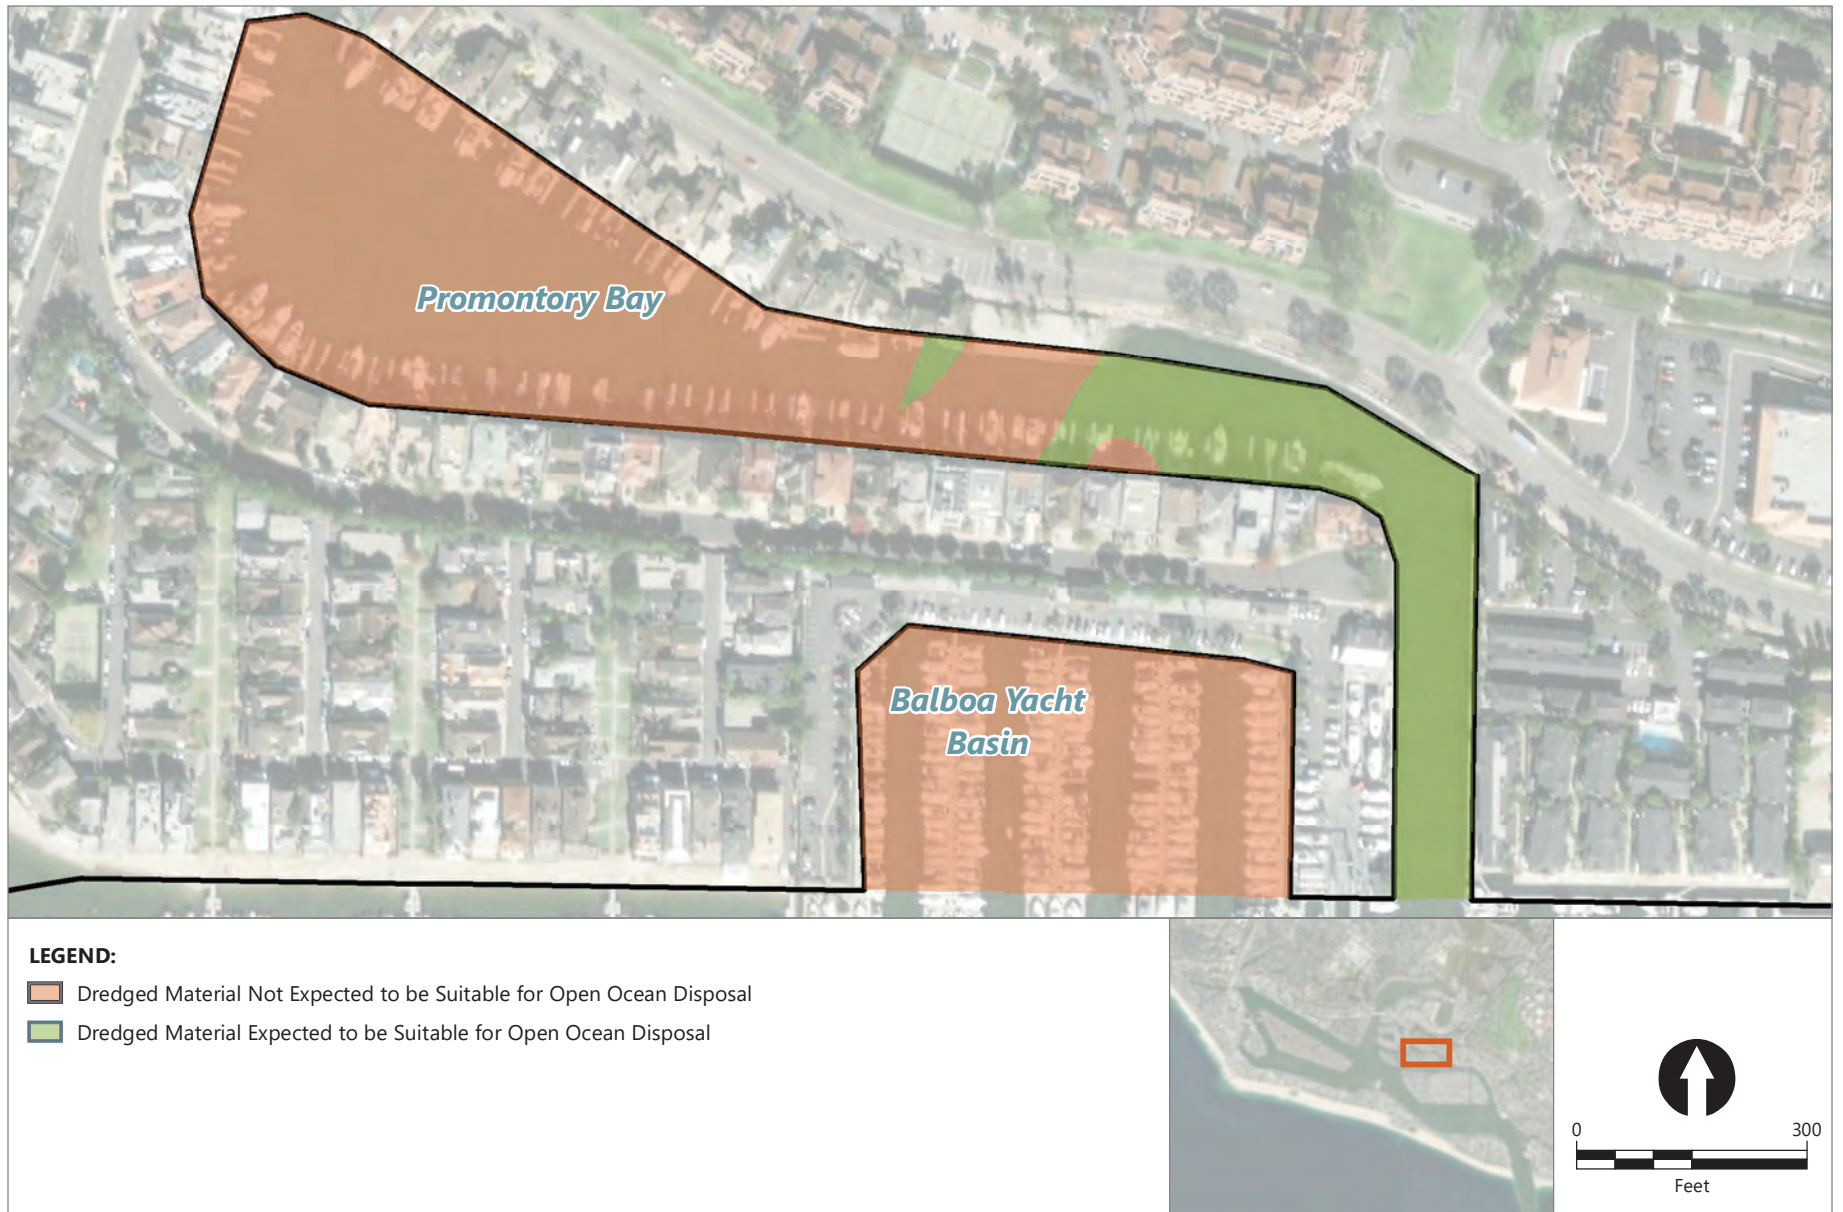 Promontory Bay
Balboa Yacht
Basin
LEGEND:
Dredged Material Not Expected to be Suitable for Open Ocean Disposal
Dredged Material Expected to be Suitable for Open Ocean Disposal
0 300
Feet